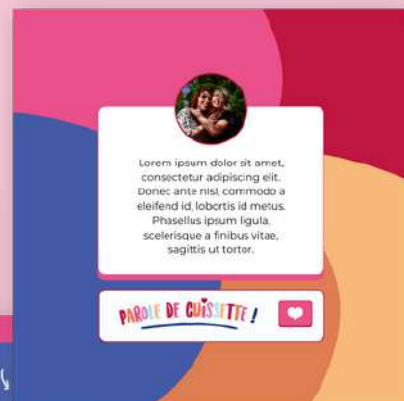 Lorem ipsum dolor sit amet,
consectetur adipiscing elit.
Donec ante nisl, commodo a
eleifend id, lobortis id metus.
Phasellus ipsum ligula,
scelerisque a finibus vitae,
sagittis ut tortor.
PAROLE DE CUISSETTE !